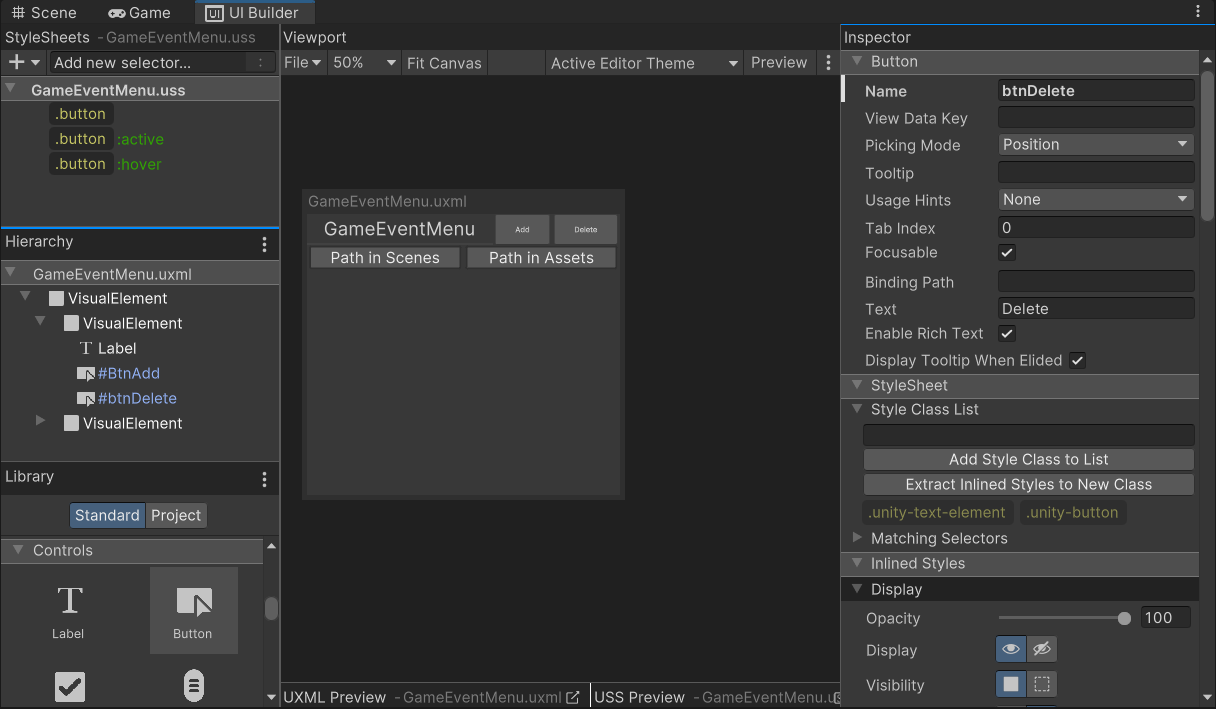 Scene Game UI Builder
StyleSheets - GameEventMenu.uss
Add new selector...
GameEventMenu.uss
.button
.button :active
.button :hover
Hierarchy
GameEventMenu.uxml
VisualElement
VisualElement
Label
#BtnAdd
#btnDelete
VisualElement
Library
Standard Project
Controls
Label Button
Viewport
File 50% Fit Canvas Active Editor Theme Preview
GameEventMenu.uxml
GameEventMenu Add Delete
Path in Scenes Path in Assets
UXML Preview - GameEventMenu.uxml USS Preview - GameEventMenu.u
Inspector
Button
Name btnDelete
View Data Key
Picking Mode Position
Tooltip
Usage Hints None
Tab Index 0
Focusable
Binding Path
Text Delete
Enable Rich Text
Display Tooltip When Elided
StyleSheet
Style Class List
Add Style Class to List
Extract Inlined Styles to New Class
.unity-text-element .unity-button
Matching Selectors
Inlined Styles
Display
Opacity 100
Display
Visibility